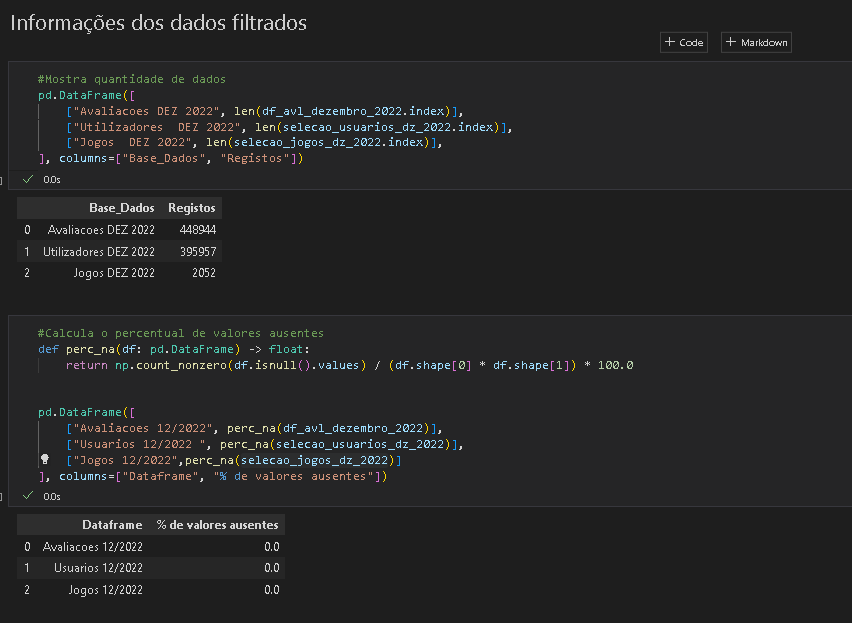 Informações dos dados filtrados
+ Code + Markdown
#Mostra quantidade de dados
pd.DataFrame([
["Avaliacoes DEZ 2022", len(df_avl_dezembro_2022.index)],
["Utilizadores  DEZ 2022", len(selecao_usuarios_dz_2022.index)],
["Jogos  DEZ 2022", len(selecao_jogos_dz_2022.index)],
], columns=["Base_Dados", "Registos"])
0.0s
Base_Dados Registos
0 Avaliacoes DEZ 2022 448944
1 Utilizadores DEZ 2022 395957
2 Jogos DEZ 2022 2052
#Calcula o percentual de valores ausentes
def perc_na(df: pd.DataFrame) -> float:
return np.count_nonzero(df.isnull().values) / (df.shape[0] * df.shape[1]) * 100.0
pd.DataFrame([
["Avaliacoes 12/2022", perc_na(df_avl_dezembro_2022)],
["Usuarios 12/2022 ", perc_na(selecao_usuarios_dz_2022)],
["Jogos 12/2022",perc_na(selecao_jogos_dz_2022)]
], columns=["Dataframe", "% de valores ausentes"])
0.0s
Dataframe % de valores ausentes
0 Avaliacoes 12/2022 0.0
1 Usuarios 12/2022 0.0
2 Jogos 12/2022 0.0